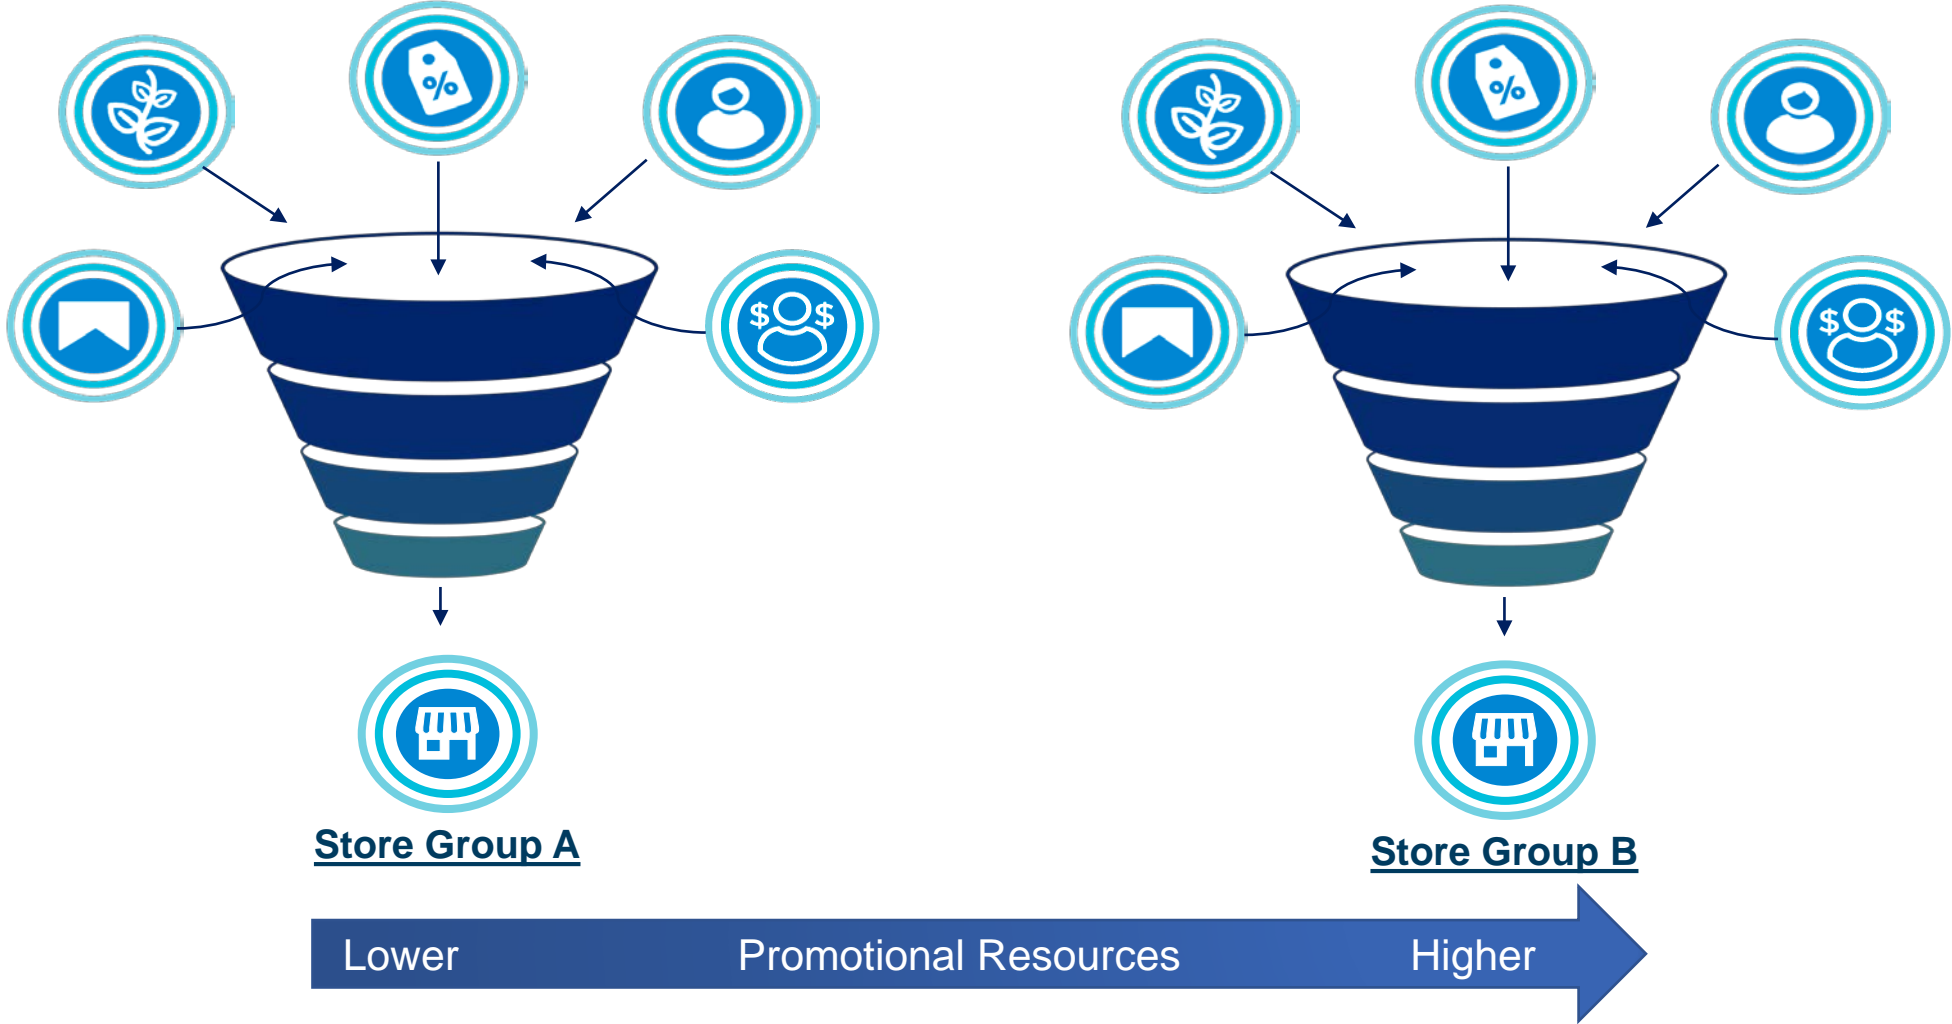 %
%
$ $
$ $
Store Group A
Store Group B
Lower Promotional Resources Higher